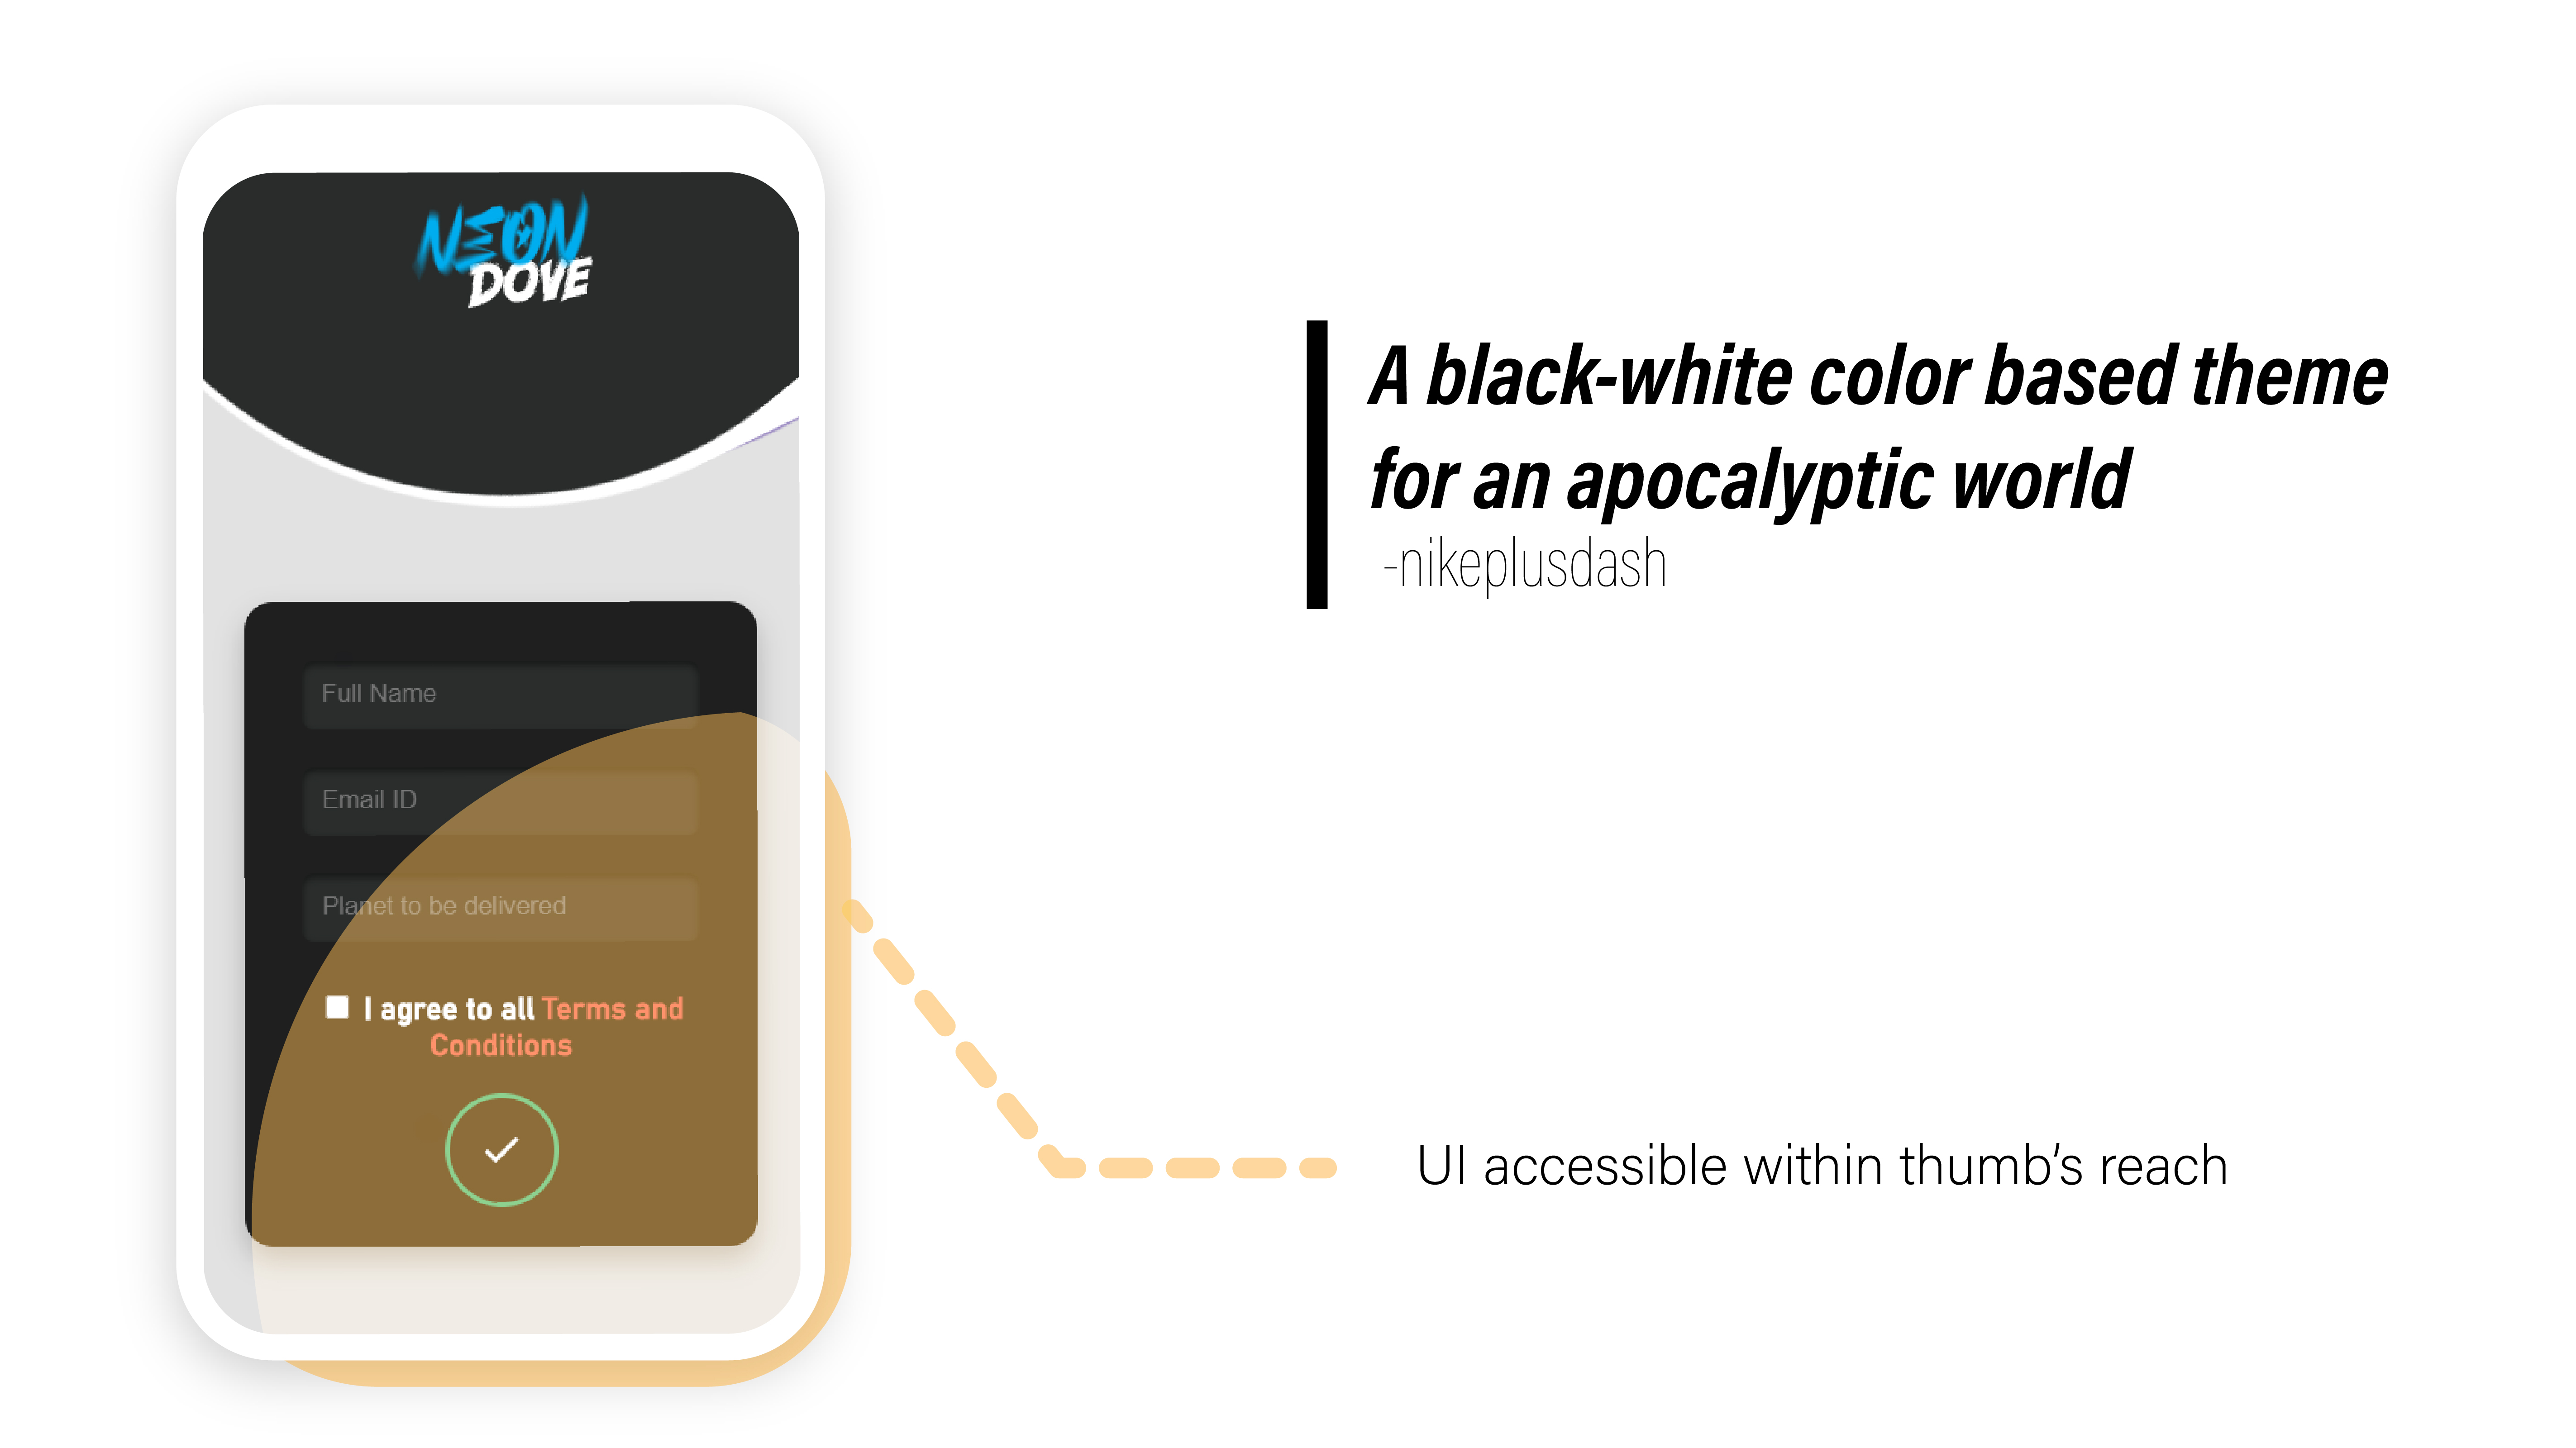 NEON
DOVE
Full Name
Email ID
Planet to be delivered
I agree to all Terms and
Conditions
A black-white color based theme
for an apocalyptic world
-nikeplusdash
UI accessible within thumb's reach